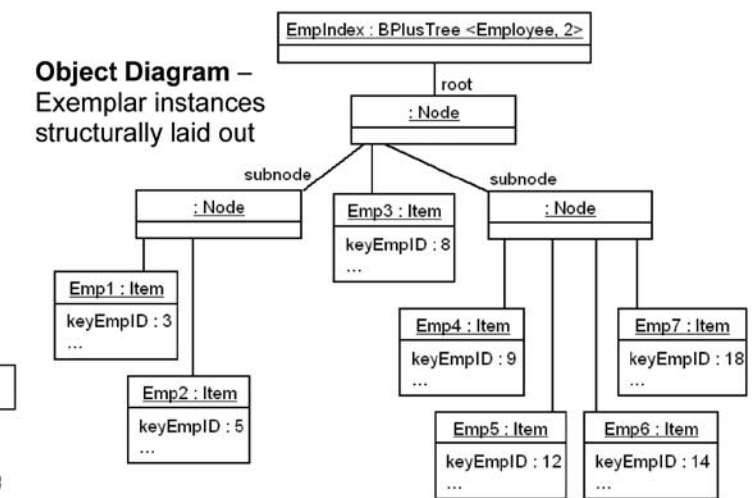 EmpIndex : BPlusTree <Employee, 2>
Object Diagram –
Exemplar instances
structurally laid out
root
: Node
subnode
subnode
: Node
Emp3 : Item
keyEmpID : 8
...
: Node
Emp1 : Item
keyEmpID : 3
...
Emp2 : Item
keyEmpID : 5
...
Emp4 : Item
keyEmpID : 9
...
Emp7 : Item
keyEmpID : 18
...
Emp5 : Item
keyEmpID : 12
...
Emp6 : Item
keyEmpID : 14
...